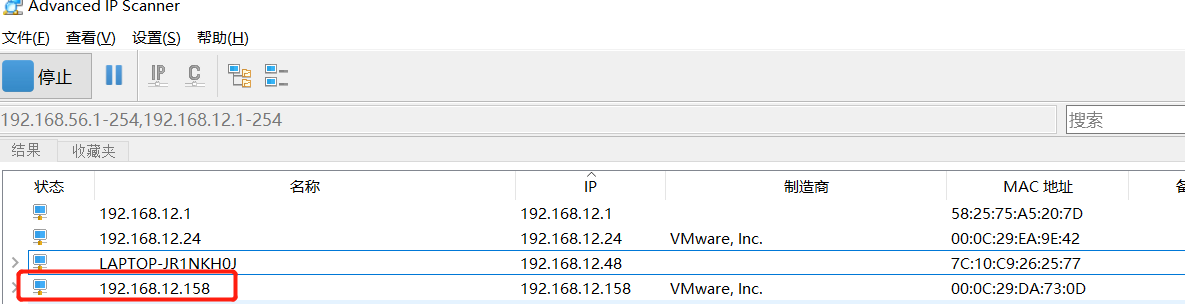 Advanced IP Scanner
文件(F) 查看(V) 设置(S) 帮助(H)
停止 IP C
192.168.56.1-254,192.168.12.1-254 搜索
结果 收藏夹
状态 名称 IP 制造商 MAC 地址
192.168.12.1 192.168.12.1 58:25:75:A5:20:7D
192.168.12.24 192.168.12.24 VMware, Inc. 00:0C:29:EA:9E:42
LAPTOP-JR1NKH0J 192.168.12.48 7C:10:C9:26:25:77
192.168.12.158 192.168.12.158 VMware, Inc. 00:0C:29:DA:73:0D